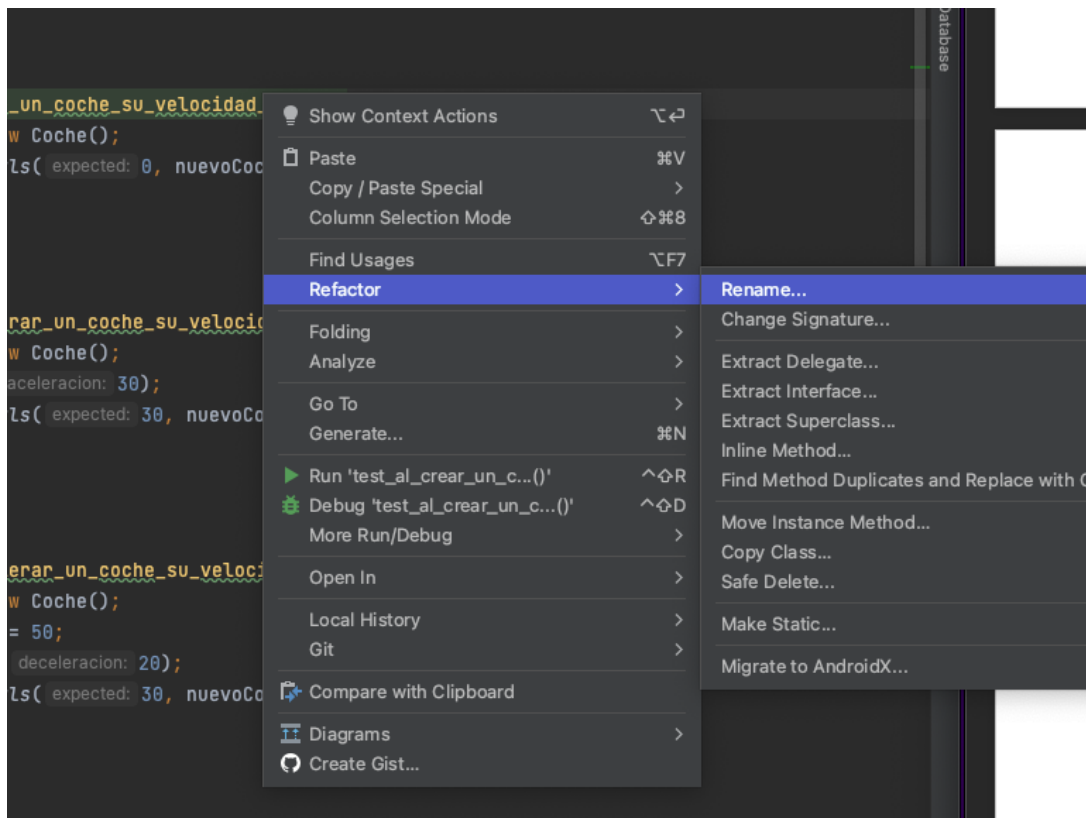 Database
_un_coche_su_velocidad_
w Coche();
ls( expected: 0, nuevoCoc
rar_un_coche_su_velocid
w Coche();
aceleracion: 30);
ls( expected: 30, nuevoCo
erar_un_coche_su_veloci
w Coche();
= 50;
deceleracion: 20);
ls( expected: 30, nuevoCo
Show Context Actions ⌥⏎
Paste ⌘V
Copy / Paste Special >
Column Selection Mode ⇧⌘8
Find Usages ⌥F7
Refactor >
Folding >
Analyze >
Go To >
Generate... ⌘N
Run 'test_al_crear_un_c...()' ^⇧R
Debug 'test_al_crear_un_c...()' ^⇧D
More Run/Debug >
Open In >
Local History >
Git >
Compare with Clipboard
Diagrams >
Create Gist...
Rename...
Change Signature...
Extract Delegate...
Extract Interface...
Extract Superclass...
Inline Method...
Find Method Duplicates and Replace with C
Move Instance Method...
Copy Class...
Safe Delete...
Make Static...
Migrate to AndroidX...